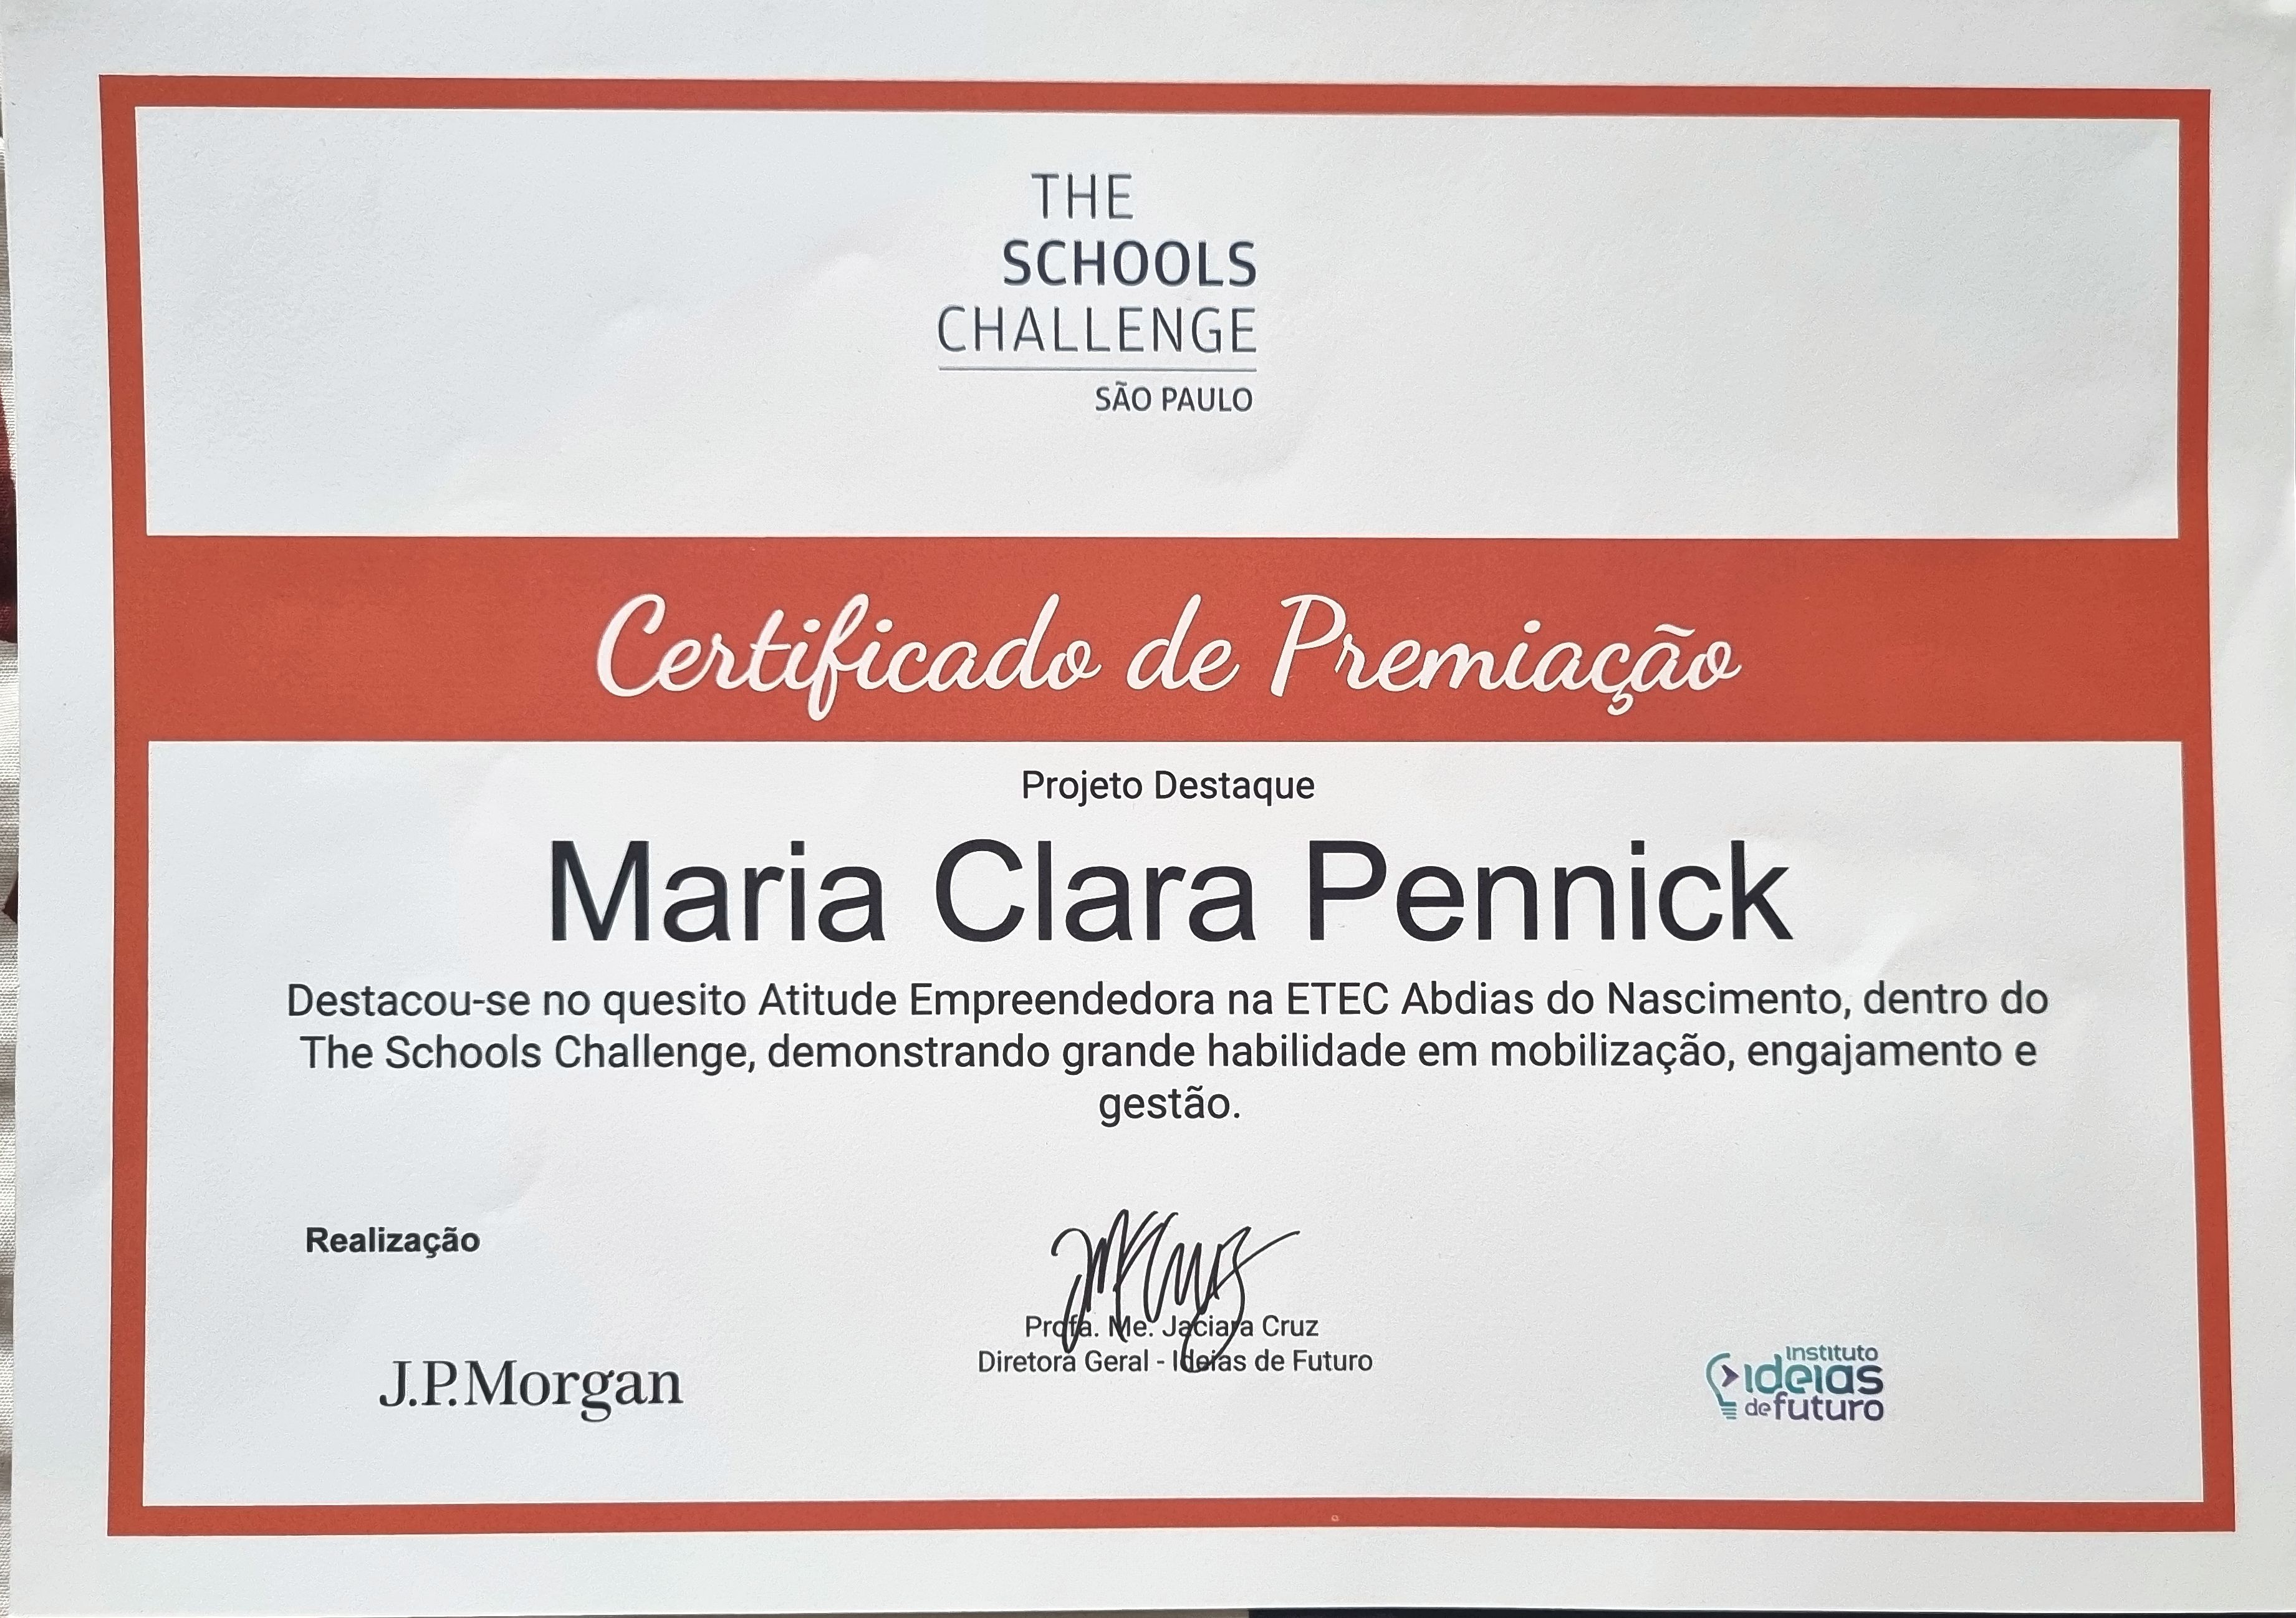 THE
SCHOOLS
CHALLENGE
SÃO PAULO
Certificado de Premiação
Projeto Destaque
Maria Clara Pennick
Destacou-se no quesito Atitude Empreendedora na ETEC Abdias do Nascimento, dentro do
The Schools Challenge, demonstrando grande habilidade em mobilização, engajamento e
gestão.
Realização
Profa. Me. Jaciara Cruz
Diretora Geral - Ideias de Futuro
J.P.Morgan
instituto
ideias
de futuro